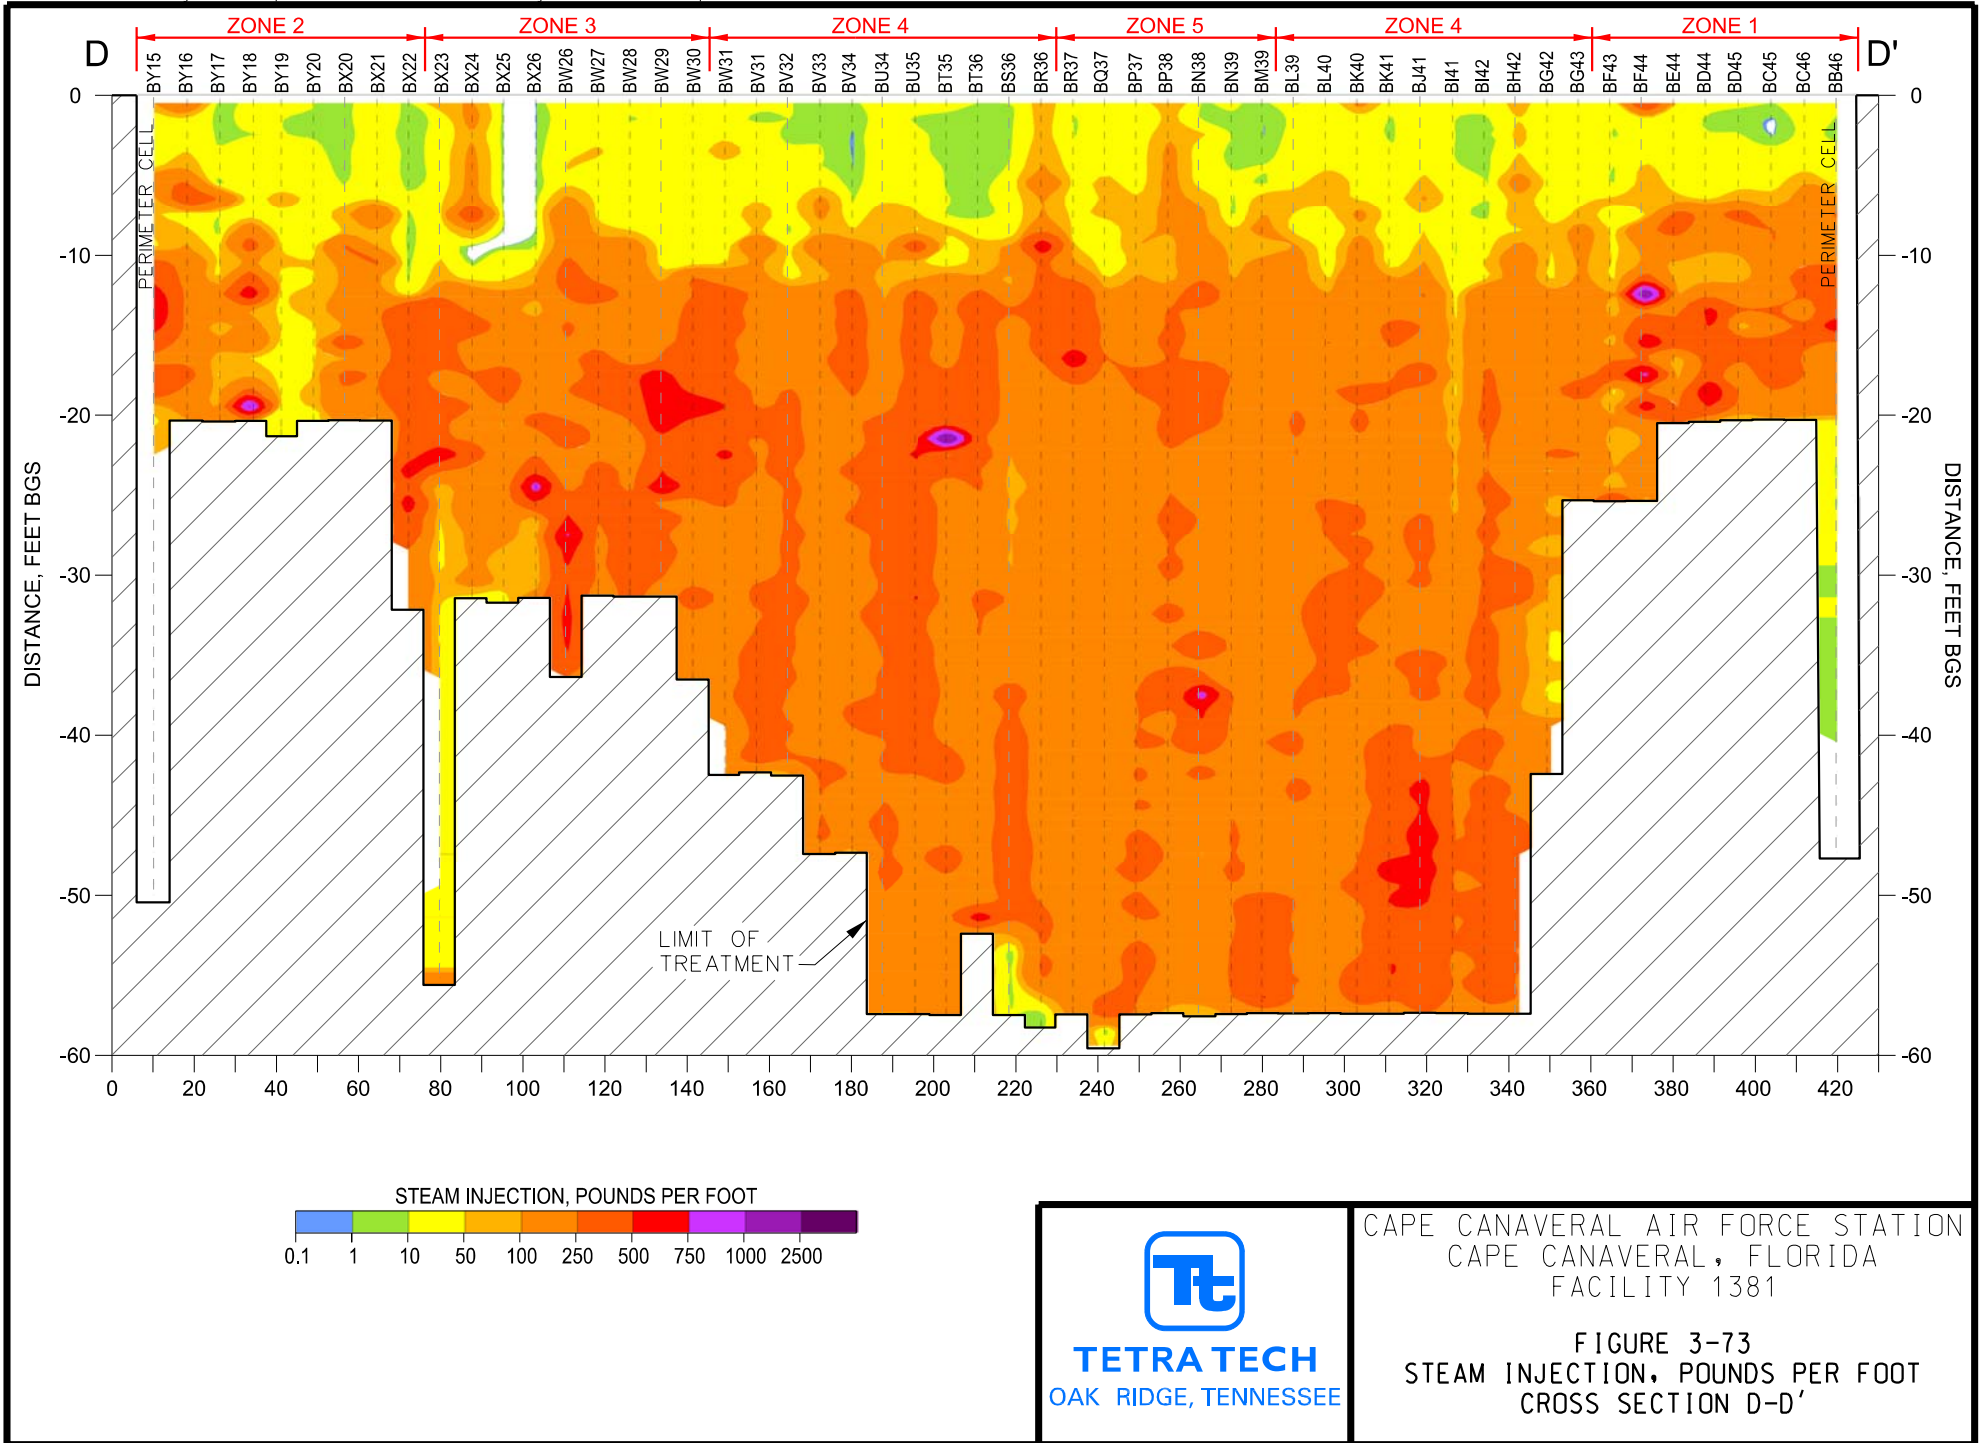 ZONE 2 ZONE 3 ZONE 4 ZONE 5 ZONE 4 ZONE 1
D D'
BY15 BY16 BY17 BY18 BY19 BY20 BX20 BX21 BX22 BX23 BX24 BX25 BX26 BW26 BW27 BW28 BW29 BW30 BW31 BV31 BV32 BV33 BV34 BU34 BU35 BT35 BT36 BS36 BR36 BR37 BQ37 BP37 BP38 BN38 BN39 BM39 BL39 BL40 BK40 BK41 BJ41 BI41 BI42 BH42 BG42 BG43 BF43 BF44 BE44 BD44 BD45 BC45 BC46 BB46
0 0
PERIMETER CELL PERIMETER CELL
-10 -10
-20 -20
DISTANCE, FEET BGS DISTANCE, FEET BGS
-30 -30
-40 -40
-50 -50
LIMIT OF
TREATMENT
-60 -60
0 20 40 60 80 100 120 140 160 180 200 220 240 260 280 300 320 340 360 380 400 420
STEAM INJECTION, POUNDS PER FOOT
0.1 1 10 50 100 250 500 750 1000 2500
Tt
TETRA TECH
OAK RIDGE, TENNESSEE
CAPE CANAVERAL AIR FORCE STATION
CAPE CANAVERAL, FLORIDA
FACILITY 1381
FIGURE 3-73
STEAM INJECTION, POUNDS PER FOOT
CROSS SECTION D-D'